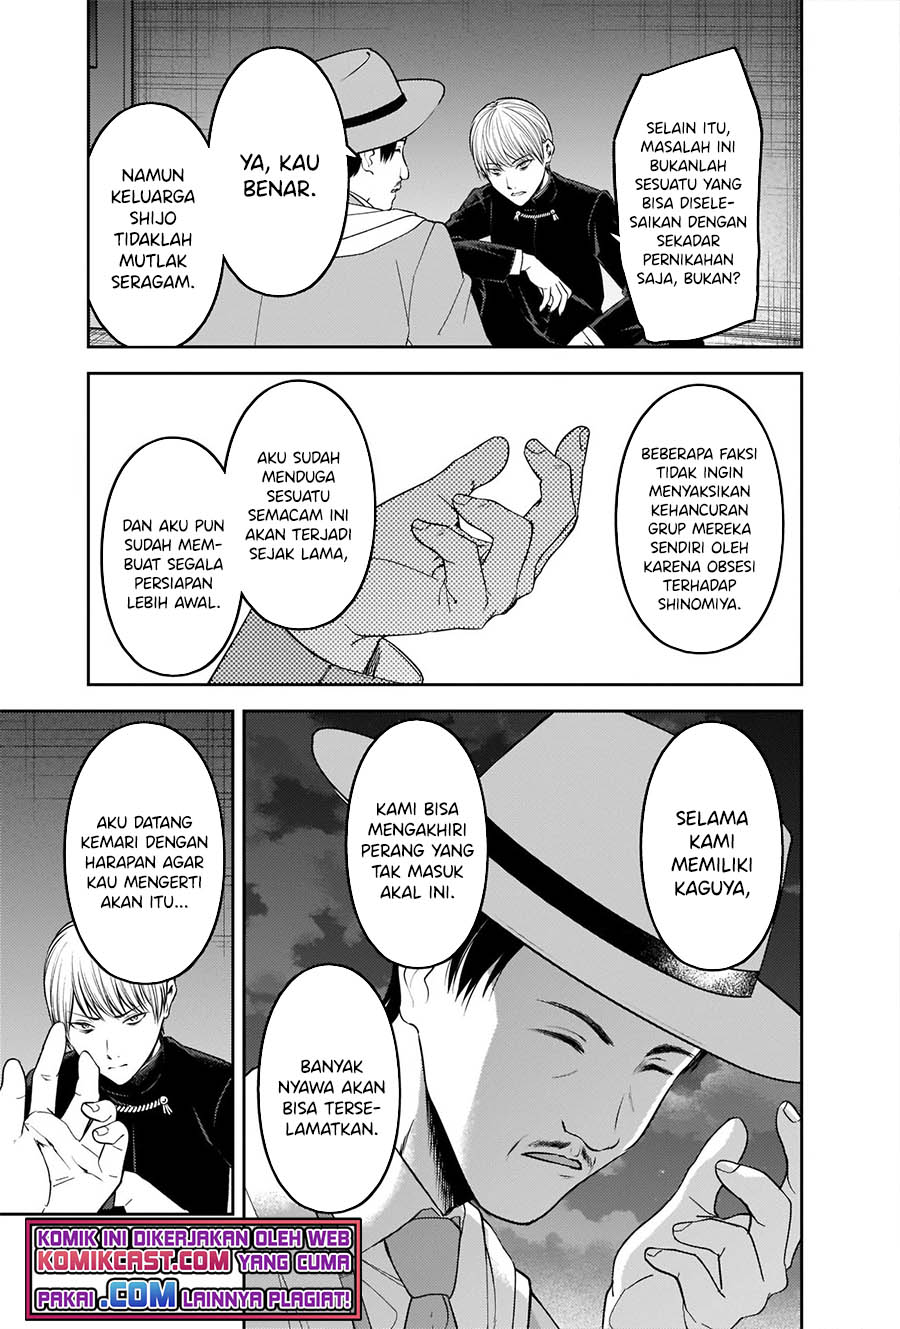 SELAIN ITU,
MASALAH INI
BUKANLAH
SESUATU YANG
BISA DISELE-
SAIKAN DENGAN
SEKADAR
PERNIKAHAN
SAJA, BUKAN?
YA, KAU
BENAR.
NAMUN
KELUARGA
SHIJO
TIDAKLAH
MUTLAK
SERAGAM.
BEBERAPA FAKSI
TIDAK INGIN
MENYAKSIKAN
KEHANCURAN
GRUP MEREKA
SENDIRI OLEH
KARENA OBSESI
TERHADAP
SHINOMIYA.
AKU SUDAH
MENDUGA
SESUATU
SEMACAM INI
AKAN TERJADI
SEJAK LAMA,
DAN AKU PUN
SUDAH MEM-
BUAT SEGALA
PERSIAPAN
LEBIH AWAL.
SELAMA
KAMI
MEMILIKI
KAGUYA,
KAMI BISA
MENGAKHIRI
PERANG YANG
TAK MASUK
AKAL INI.
BANYAK
NYAWA AKAN
BISA TERSE-
LAMATKAN.
AKU DATANG
KEMARI DENGAN
HARAPAN AGAR
KAU MENGERTI
AKAN ITU...
KOMIK INI DIKERJAKAN OLEH WEB
KOMIKCAST.COM YANG CUMA
PAKAI .COM LAINNYA PLAGIAT!